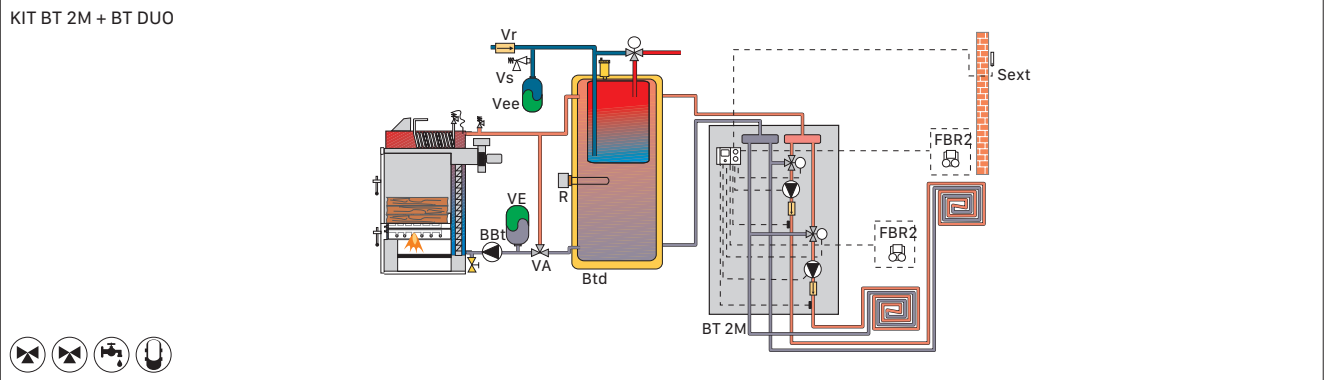 KIT BT 2M + BT DUO
Vr
Vs
Vee
Sext
FBR2
R
VE
BBt
VA
Btd
FBR2
BT 2M